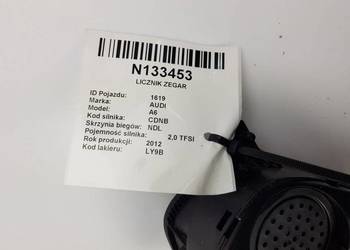 N133453
LICZNIK ZEGAR
ID Pojazdu: 1619
Marka: AUDI
Model: A6
Kod silnika: CDNB
Skrzynia biegów: NDL
Pojemność silnika: 2,0 TFSI
Rok produkcji: 2012
Kod lakieru: LY9B